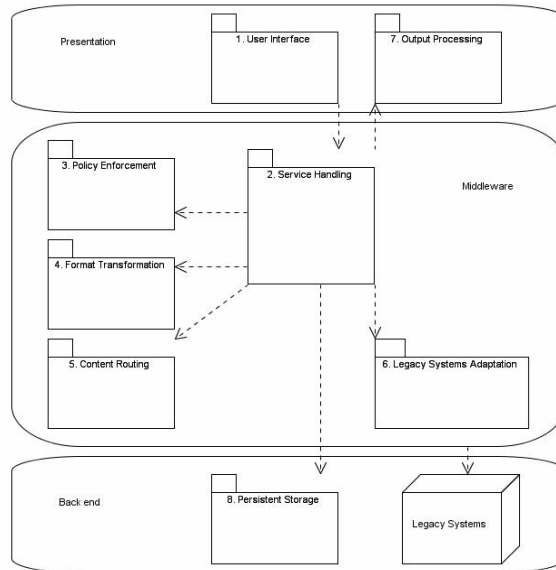 Presentation
1. User Interface
7. Output Processing
3. Policy Enforcement
2. Service Handling
Middleware
4. Format Transformation
5. Content Routing
6. Legacy Systems Adaptation
Back end
8. Persistent Storage
Legacy Systems